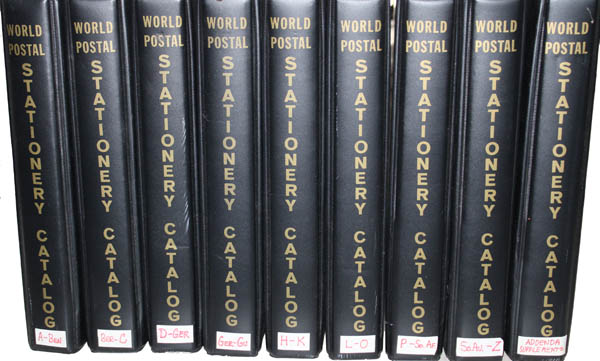 WORLD
POSTAL
STATIONERY CATALOG
A-BEN
WORLD
POSTAL
STATIONERY CATALOG
BER-C
WORLD
POSTAL
STATIONERY CATALOG
D-GER
WORLD
POSTAL
STATIONERY CATALOG
GER-GU
WORLD
POSTAL
STATIONERY CATALOG
H-K
WORLD
POSTAL
STATIONERY CATALOG
L-O
WORLD
POSTAL
STATIONERY CATALOG
P-SO.AF
WORLD
POSTAL
STATIONERY CATALOG
SO.AU.-Z
WORLD
POSTAL
STATIONERY CATALOG
ADDENDA
SUPPLEMENTS